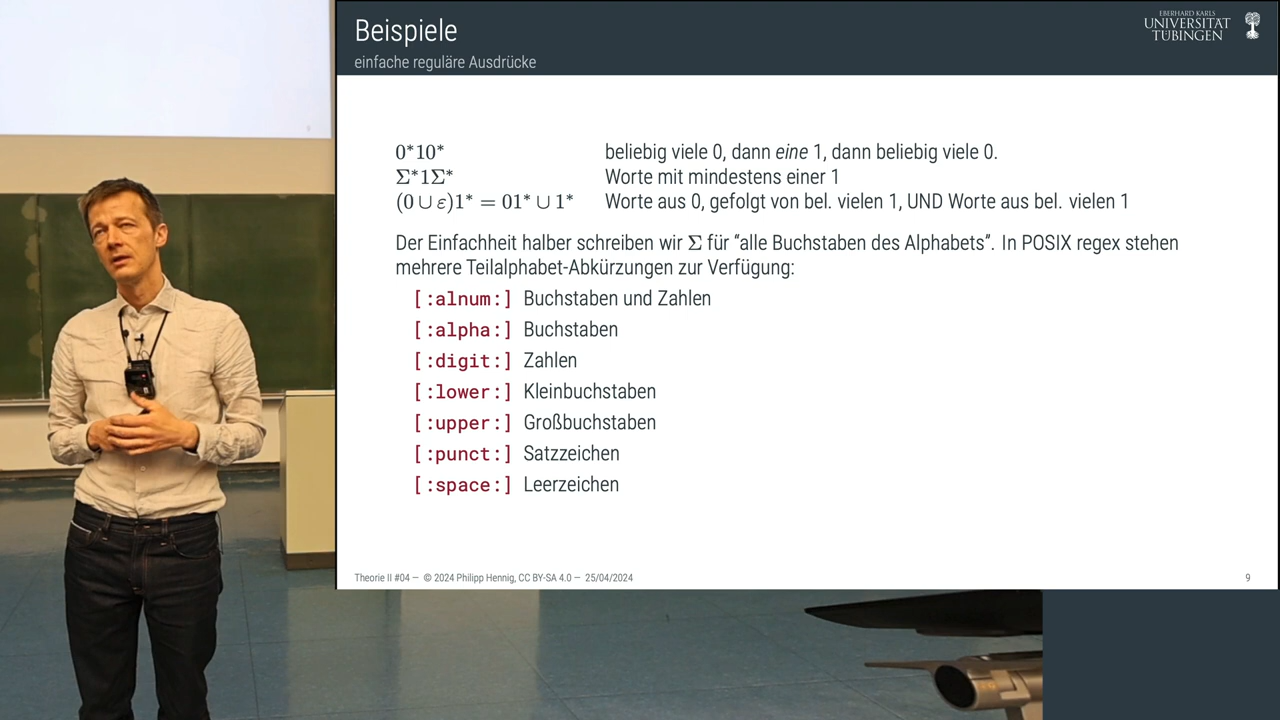 Beispiele
einfache reguläre Ausdrücke
EBERHARD KARLS
UNIVERSITÄT
TÜBINGEN
0*10* beliebig viele 0, dann eine 1, dann beliebig viele 0.
Σ*1Σ* Worte mit mindestens einer 1
(0 ∪ ε)1* = 01* ∪ 1* Worte aus 0, gefolgt von bel. vielen 1, UND Worte aus bel. vielen 1
Der Einfachheit halber schreiben wir Σ für “alle Buchstaben des Alphabets”. In POSIX regex stehen
mehrere Teilalphabet-Abkürzungen zur Verfügung:
[:alnum:] Buchstaben und Zahlen
[:alpha:] Buchstaben
[:digit:] Zahlen
[:lower:] Kleinbuchstaben
[:upper:] Großbuchstaben
[:punct:] Satzzeichen
[:space:] Leerzeichen
Theorie II #04 — © 2024 Philipp Hennig, CC BY-SA 4.0 — 25/04/2024
9